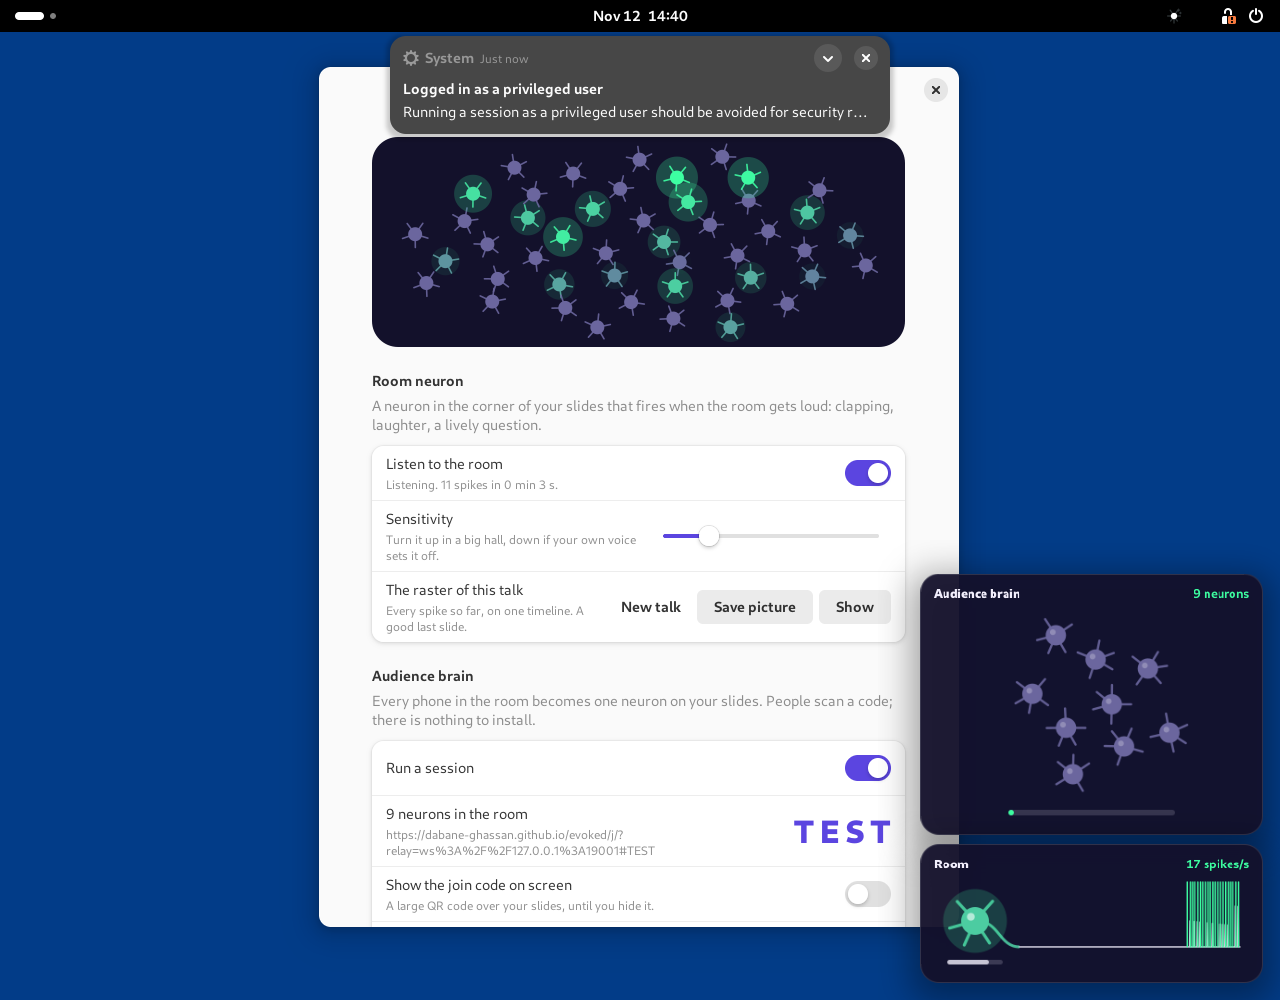 Nov 12 14:40
System Just now
Logged in as a privileged user
Running a session as a privileged user should be avoided for security r…
Room neuron
A neuron in the corner of your slides that fires when the room gets loud: clapping,
laughter, a lively question.
Listen to the room
Listening. 11 spikes in 0 min 3 s.
Sensitivity
Turn it up in a big hall, down if your own voice
sets it off.
The raster of this talk
Every spike so far, on one timeline. A
good last slide.
New talk
Save picture
Show
Audience brain
Every phone in the room becomes one neuron on your slides. People scan a code;
there is nothing to install.
Run a session
9 neurons in the room
https://dabane-ghassan.github.io/evoked/j/?
relay=ws%3A%2F%2F127.0.0.1%3A19001#TEST
TEST
Show the join code on screen
A large QR code over your slides, until you hide it.
Audience brain
9 neurons
Room
17 spikes/s